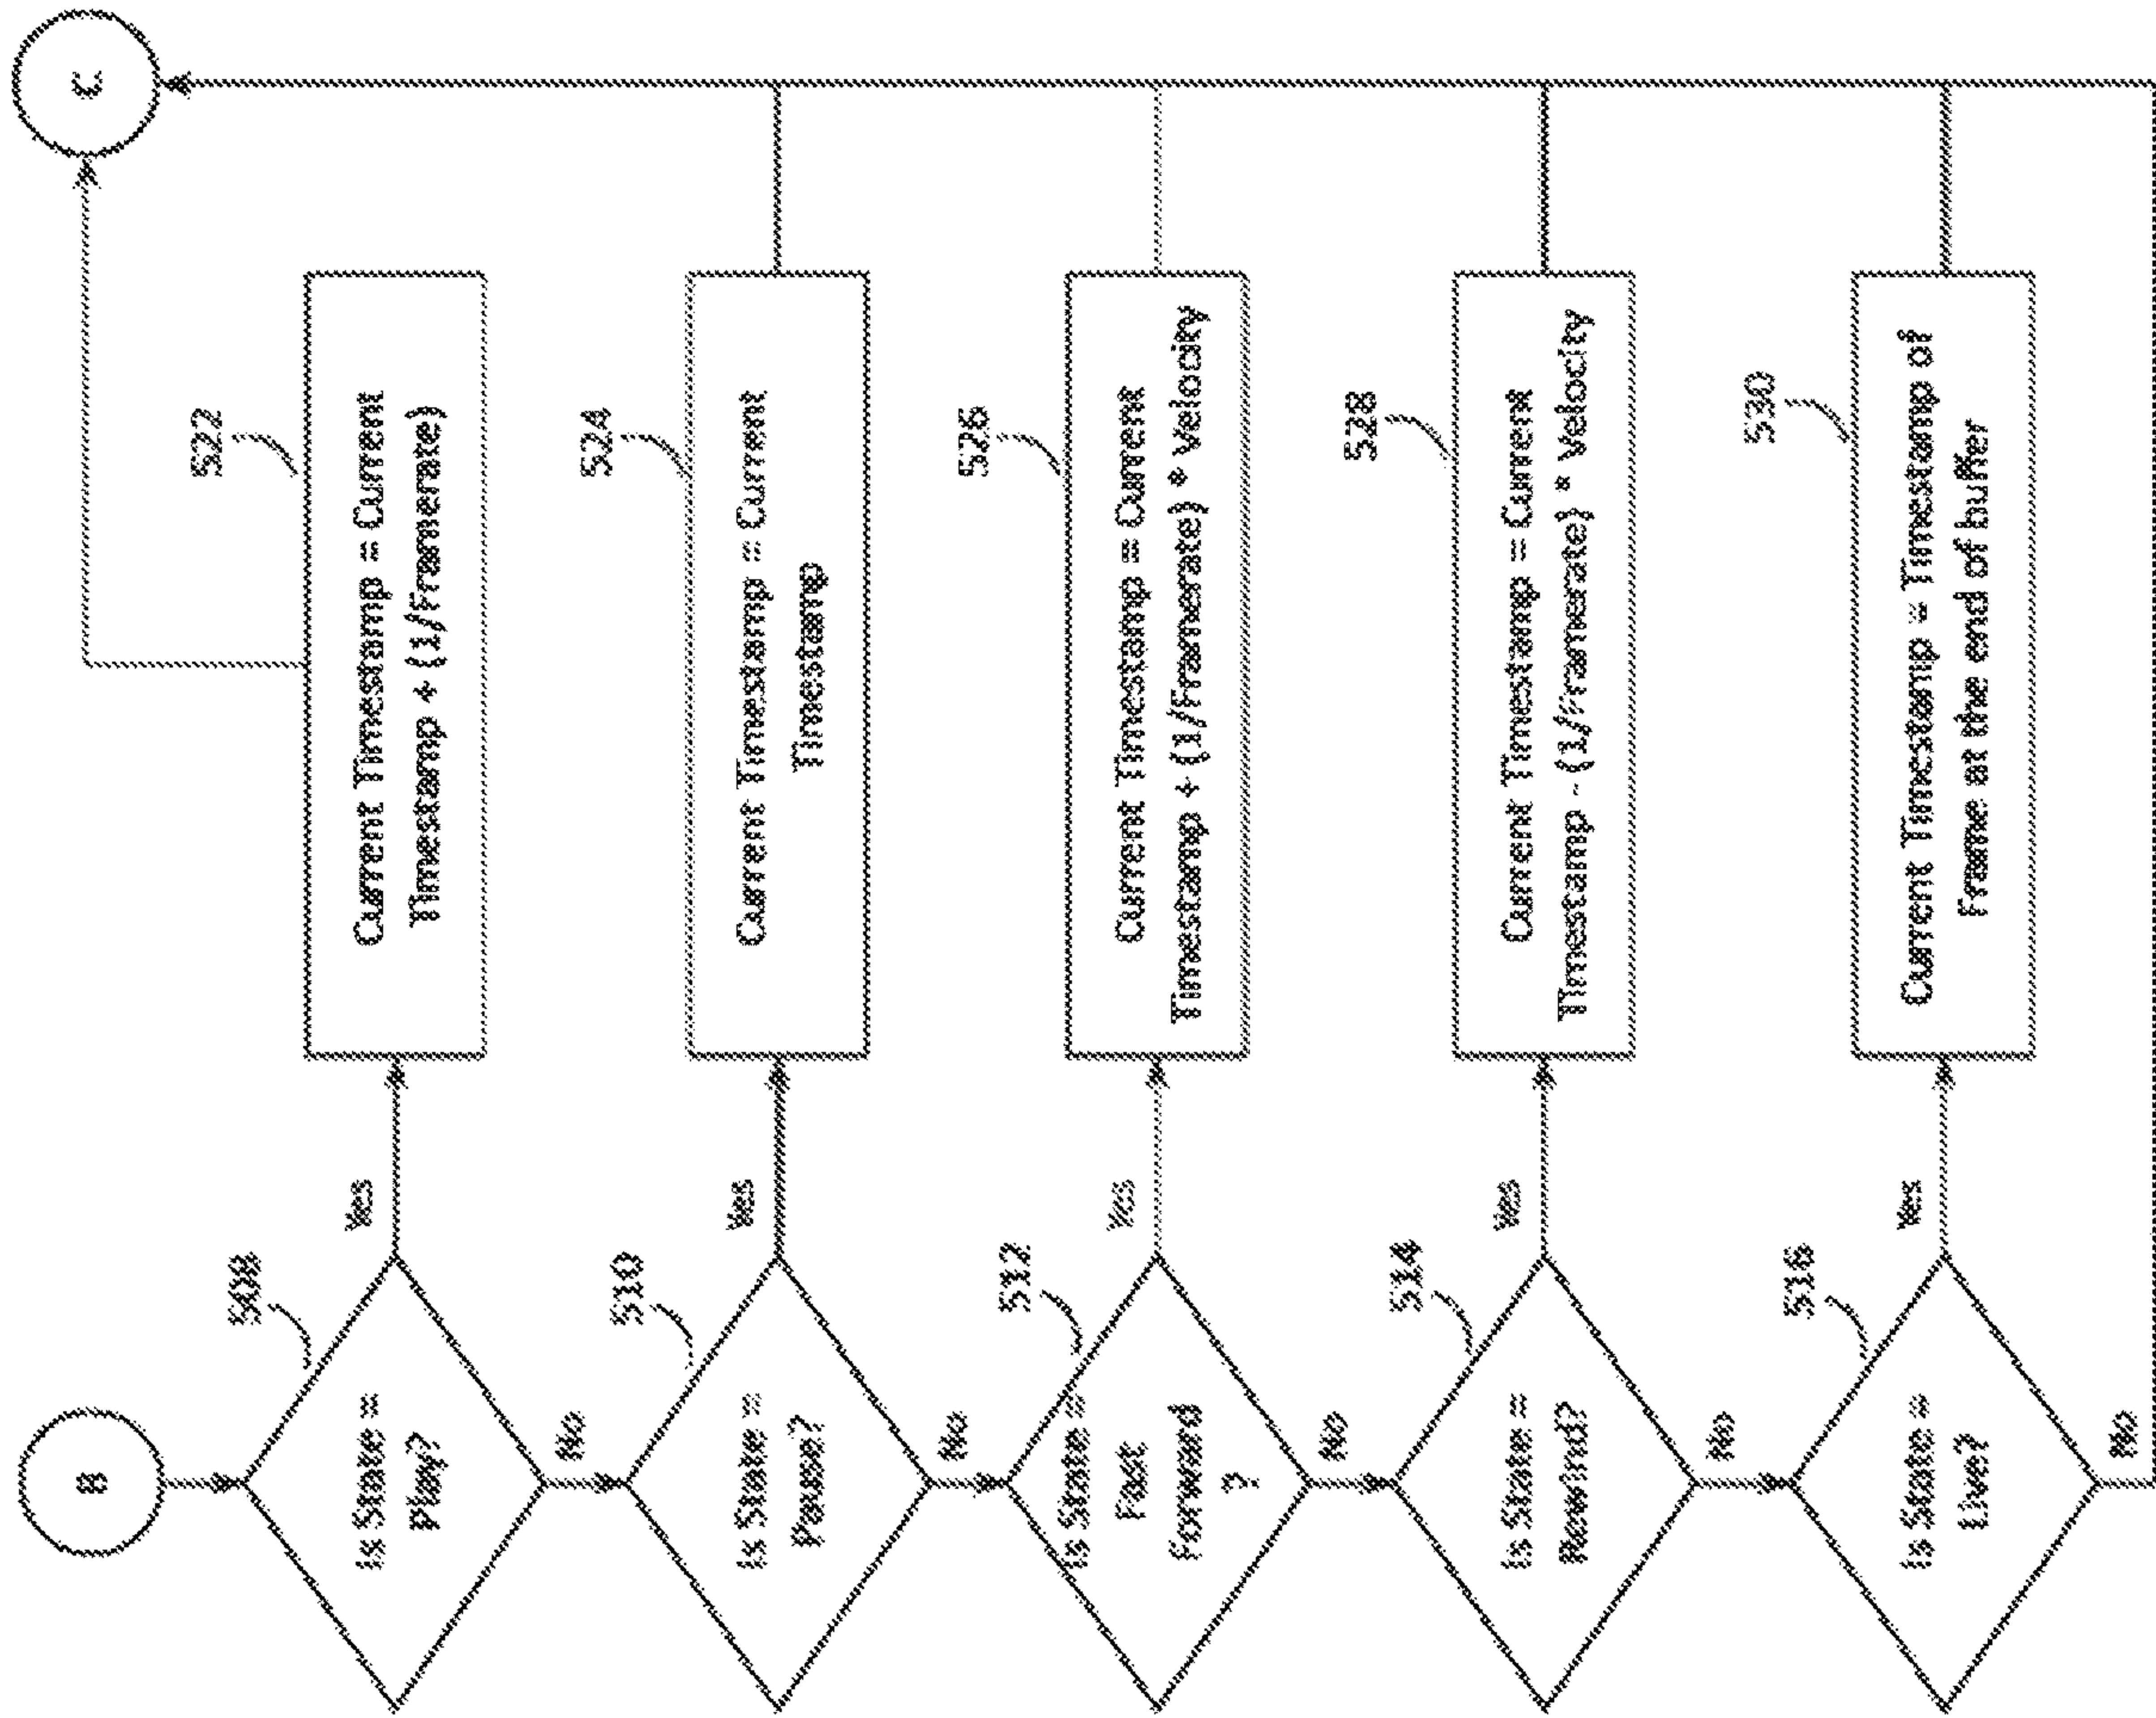 B
508
Is State =
Play?
Yes
No
522
Current Timestamp = Current
Timestamp + (1/Framerate)
C
510
Is State =
Pause?
Yes
No
524
Current Timestamp = Current
Timestamp
512
Is State =
Fast
Forward
?
Yes
No
526
Current Timestamp = Current
Timestamp + (1/Framerate) * Velocity
514
Is State =
Rewind?
Yes
No
528
Current Timestamp = Current
Timestamp - (1/Framerate) * Velocity
516
Is State =
Live?
Yes
No
530
Current Timestamp = Timestamp of
Frame at the end of buffer